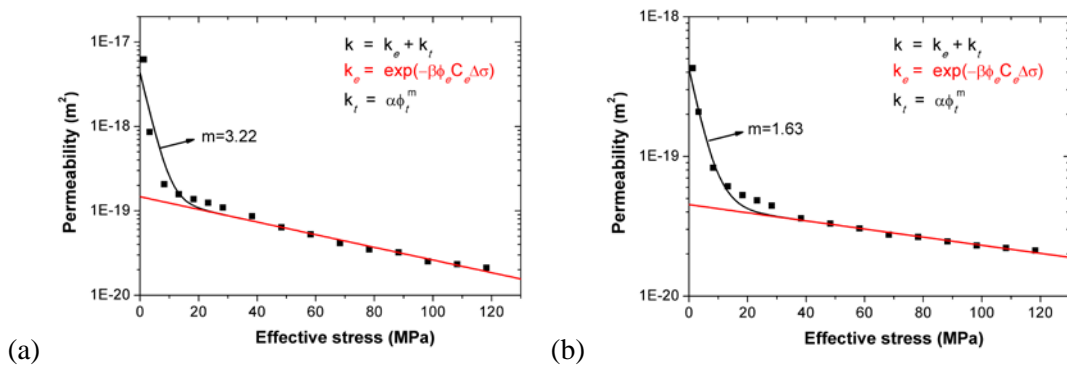 1E-17
1E-18
1E-19
1E-20
Permeability (m²)
0 20 40 60 80 100 120
Effective stress (MPa)
k = kₑ + kₜ
kₑ = exp(−βϕₑCₑΔσ)
kₜ = αϕₜᵐ
m=3.22
(a)
1E-18
1E-19
1E-20
Permeability (m²)
0 20 40 60 80 100 120
Effective stress (MPa)
k = kₑ + kₜ
kₑ = exp(−βϕₑCₑΔσ)
kₜ = αϕₜᵐ
m=1.63
(b)